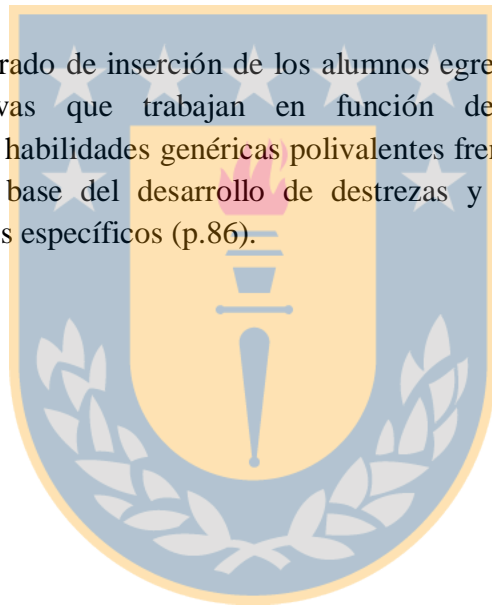 rado de inserción de los alumnos egre
vas que trabajan en función de
habilidades genéricas polivalentes fren
base del desarrollo de destrezas y
s específicos (p.86).